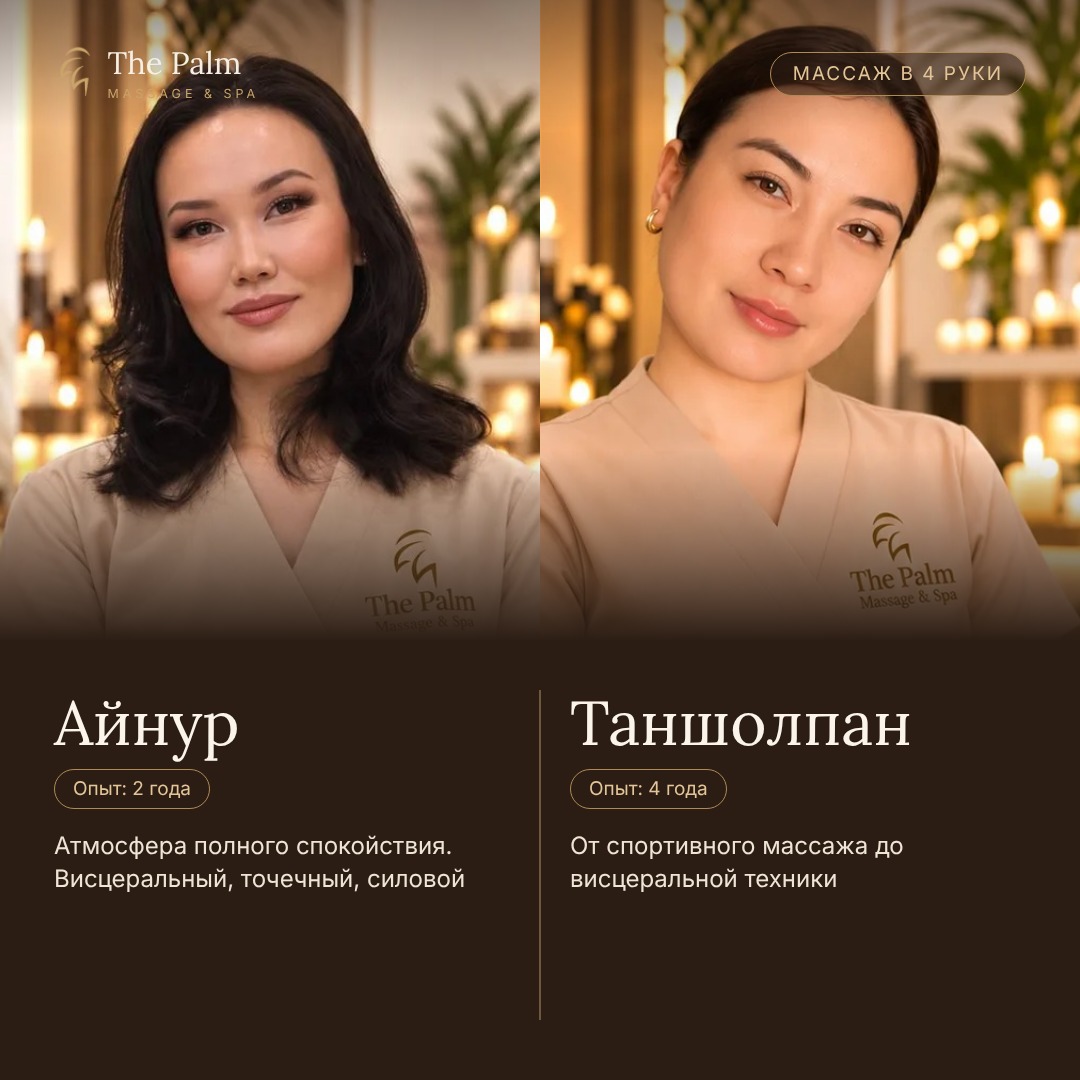 The Palm
MASSAGE & SPA
МАССАЖ В 4 РУКИ
The Palm
Massage & Spa
The Palm
Massage & Spa
Айнур
Опыт: 2 года
Атмосфера полного спокойствия.
Висцеральный, точечный, силовой
Таншолпан
Опыт: 4 года
От спортивного массажа до
висцеральной техники